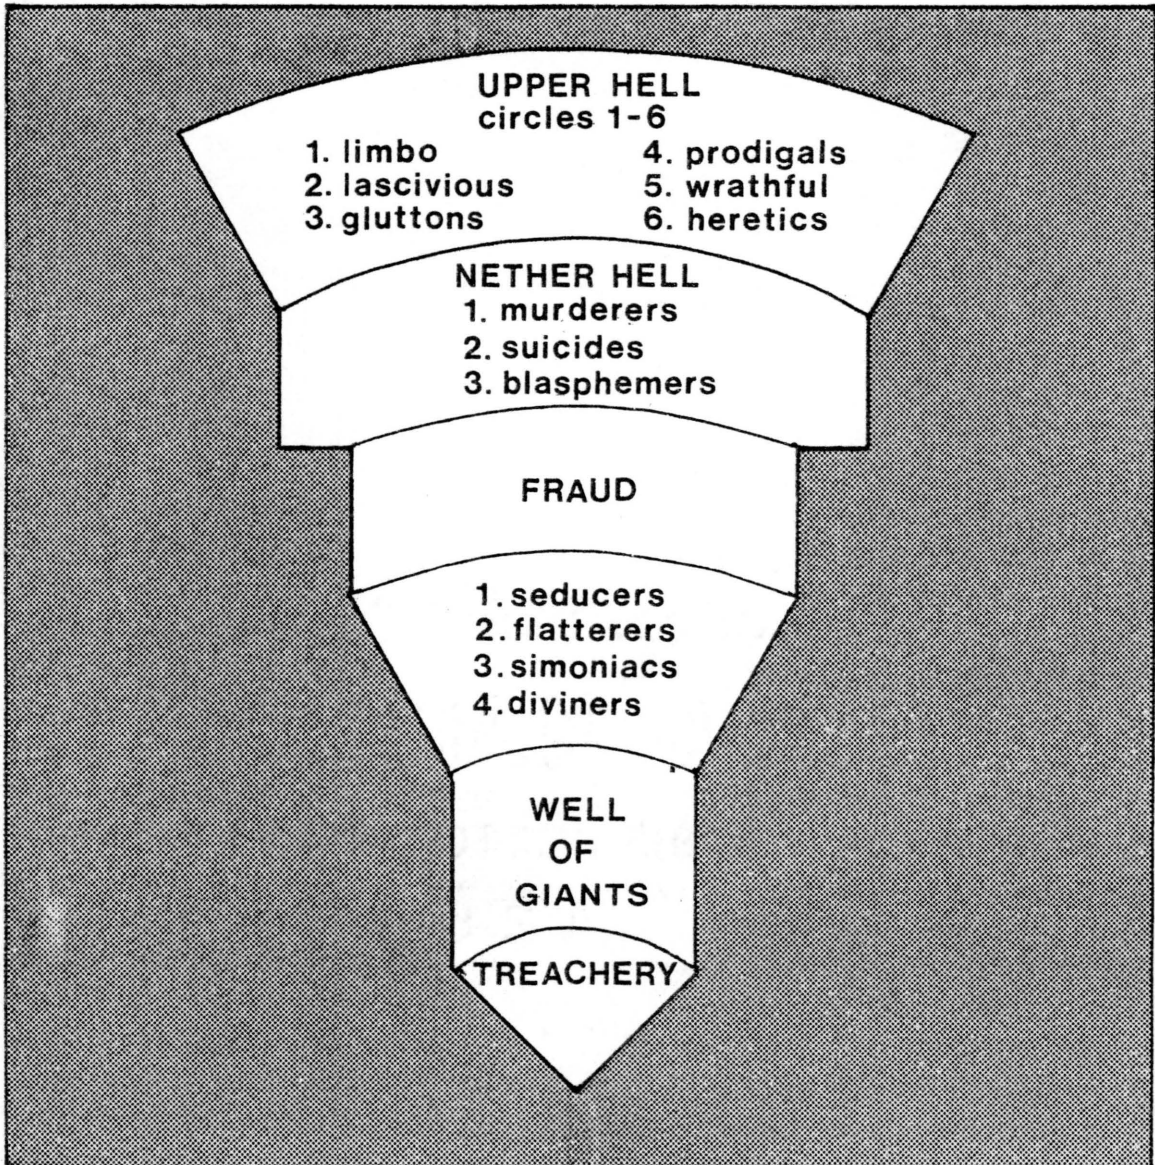 UPPER HELL
circles 1-6
1. limbo
2. lascivious
3. gluttons
4. prodigals
5. wrathful
6. heretics
NETHER HELL
1. murderers
2. suicides
3. blasphemers
FRAUD
1. seducers
2. flatterers
3. simoniacs
4. diviners
WELL
OF
GIANTS
TREACHERY